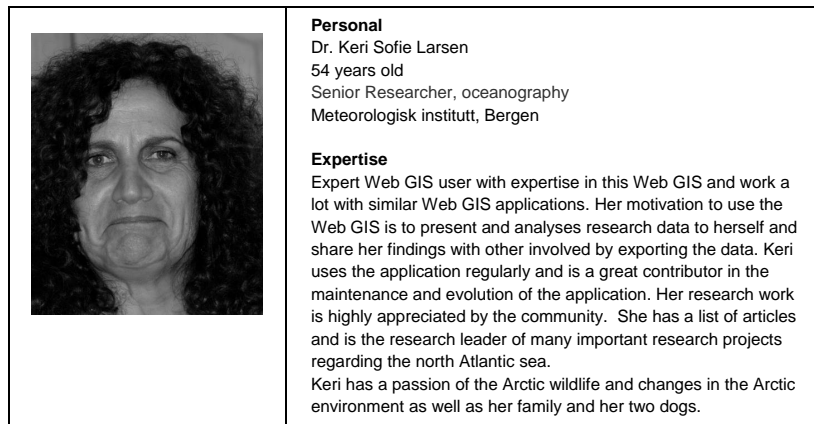 Personal
Dr. Keri Sofie Larsen
54 years old
Senior Researcher, oceanography
Meteorologisk institutt, Bergen
Expertise
Expert Web GIS user with expertise in this Web GIS and work a
lot with similar Web GIS applications. Her motivation to use the
Web GIS is to present and analyses research data to herself and
share her findings with other involved by exporting the data. Keri
uses the application regularly and is a great contributor in the
maintenance and evolution of the application. Her research work
is highly appreciated by the community.  She has a list of articles
and is the research leader of many important research projects
regarding the north Atlantic sea.
Keri has a passion of the Arctic wildlife and changes in the Arctic
environment as well as her family and her two dogs.